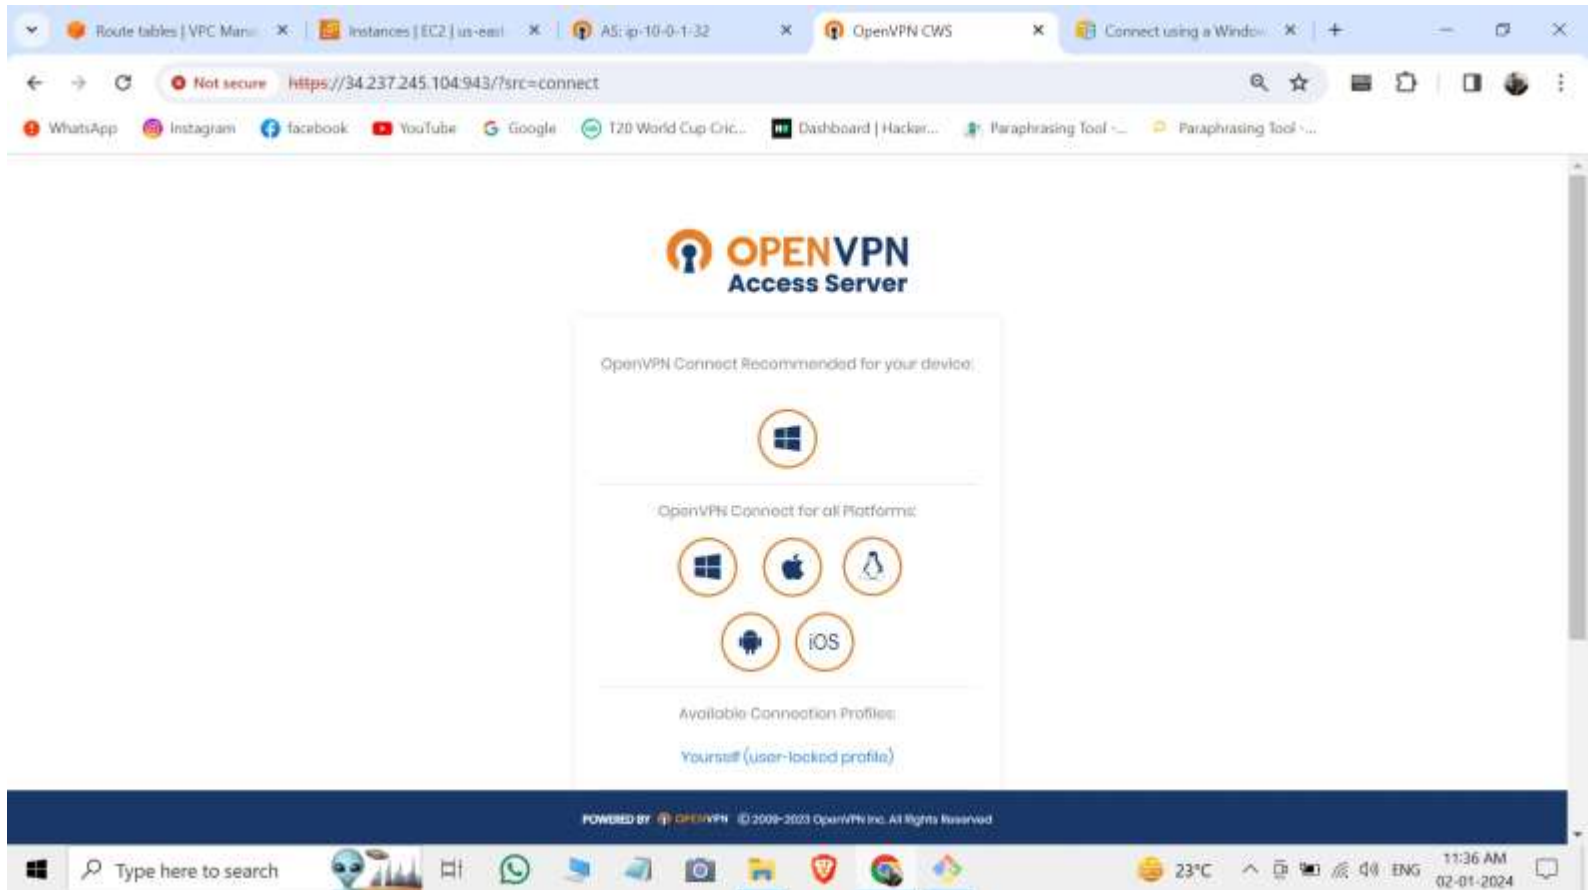 Route tables | VPC Mana
Instances | EC2 | us-east
AS: ip-10-0-1-32
OpenVPN CWS
Connect using a Window
Not secure
https://34.237.245.104:943/?src=connect
WhatsApp
Instagram
facebook
YouTube
Google
T20 World Cup Cric...
Dashboard | Hacker...
Paraphrasing Tool -...
Paraphrasing Tool -...
OPENVPN
Access Server
OpenVPN Connect Recommended for your device:
OpenVPN Connect for all Platforms:
iOS
Available Connection Profiles:
Yourself (user-locked profile)
POWERED BY OPENVPN © 2009-2023 OpenVPN Inc. All Rights Reserved
Type here to search
23°C
ENG
11:36 AM
02-01-2024